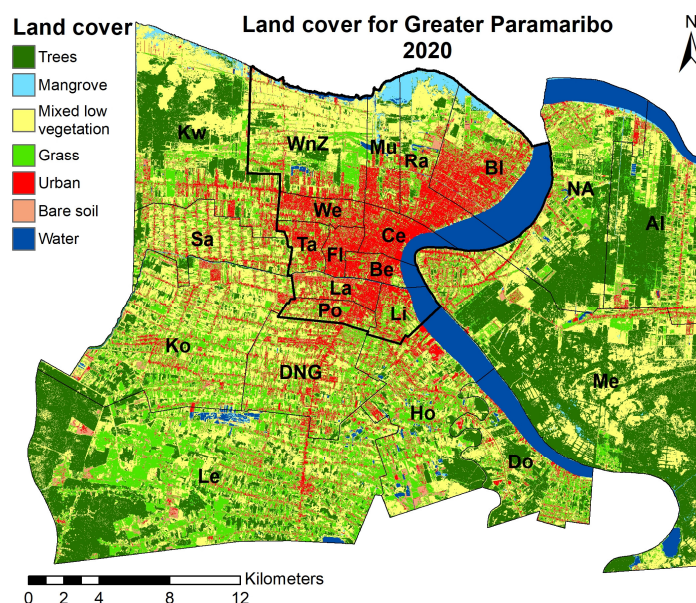 Land cover for Greater Paramaribo
2020
N
Land cover
Trees
Mangrove
Mixed low
vegetation
Grass
Urban
Bare soil
Water
Kw
WnZ
Mu
Ra
Bl
NA
Al
We
Sa
Ta
Fl
Ce
Be
La
Po
Li
Ko
DNG
Me
Ho
Le
Do
Kilometers
0 2 4 8 12